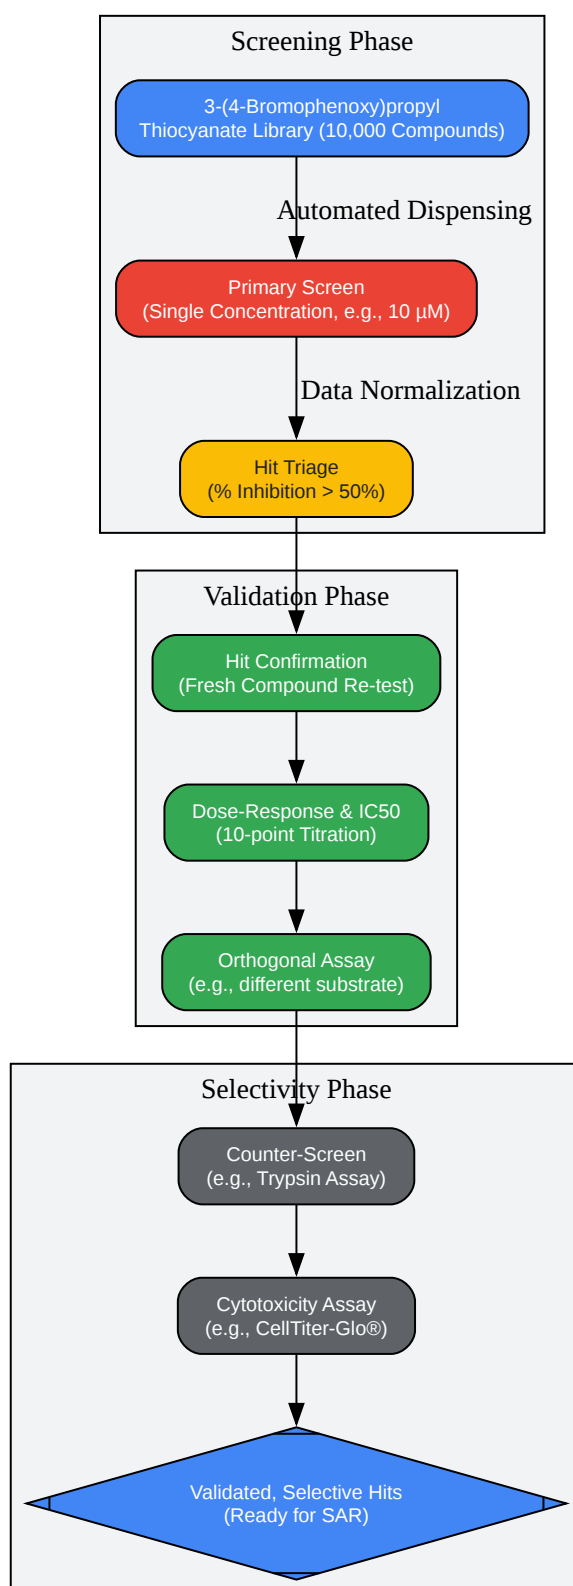 Screening Phase
3-(4-Bromophenoxy)propyl
Thiocyanate Library (10,000 Compounds)
Automated Dispensing
Primary Screen
(Single Concentration, e.g., 10 µM)
Data Normalization
Hit Triage
(% Inhibition > 50%)
Validation Phase
Hit Confirmation
(Fresh Compound Re-test)
Dose-Response & IC50
(10-point Titration)
Orthogonal Assay
(e.g., different substrate)
Selectivity Phase
Counter-Screen
(e.g., Trypsin Assay)
Cytotoxicity Assay
(e.g., CellTiter-Glo®)
Validated, Selective Hits
(Ready for SAR)